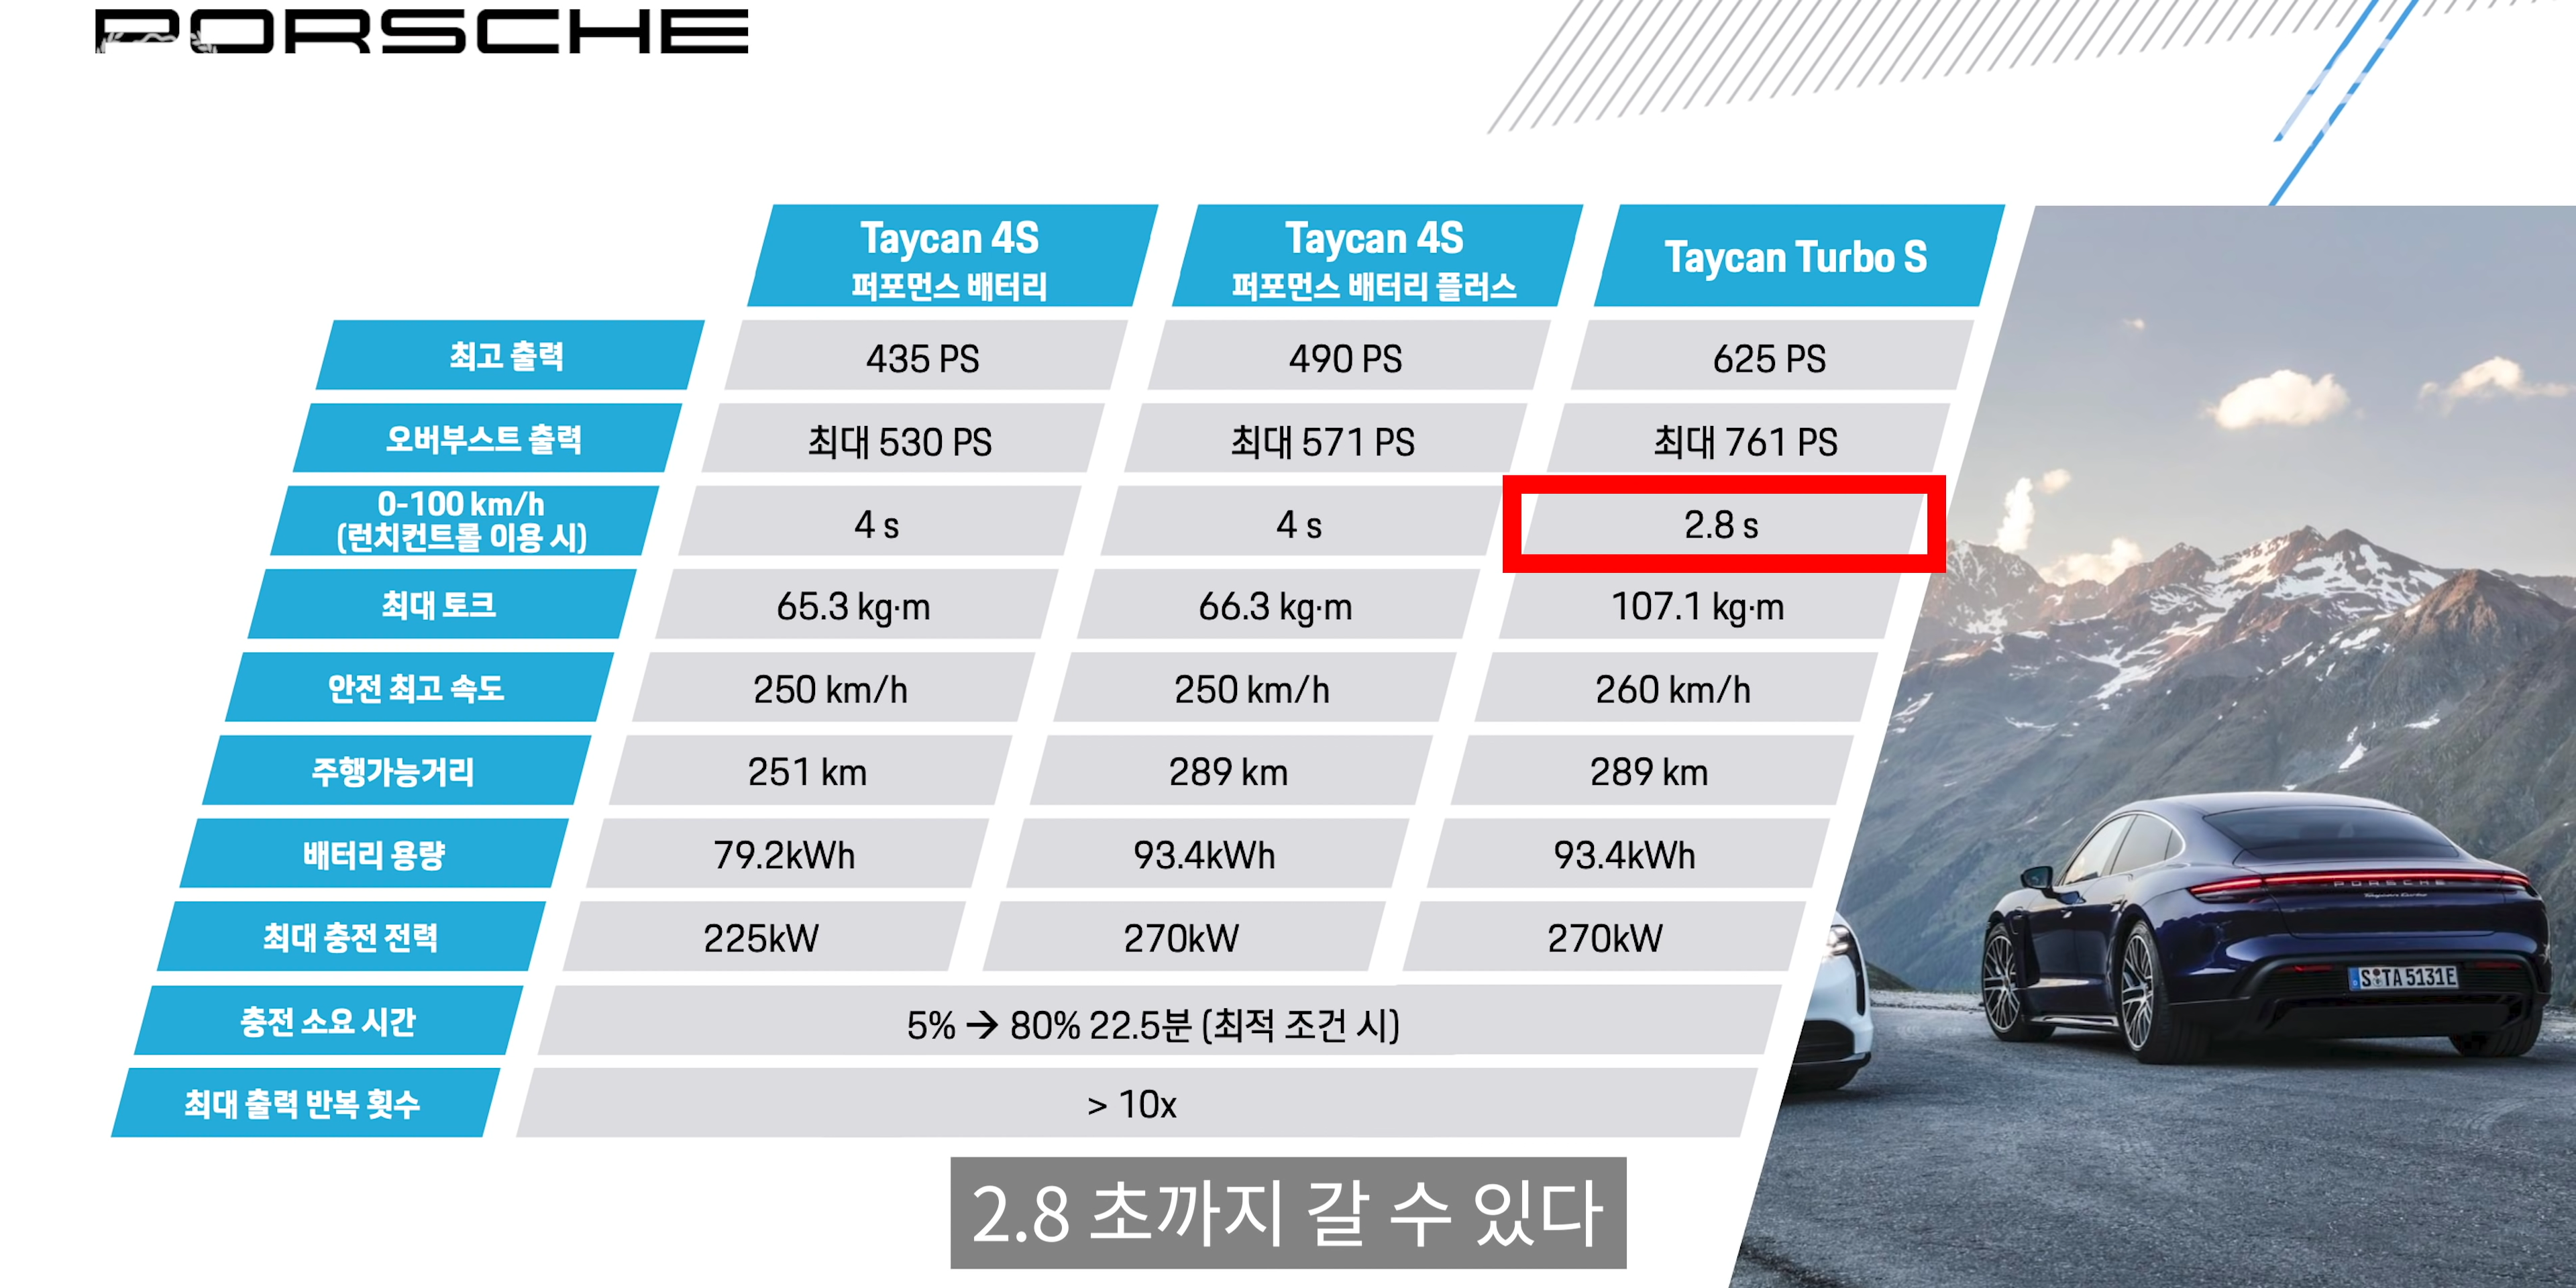 PORSCHE
Taycan 4S
퍼포먼스 배터리
Taycan 4S
퍼포먼스 배터리 플러스
Taycan Turbo S
최고 출력
435 PS
490 PS
625 PS
오버부스트 출력
최대 530 PS
최대 571 PS
최대 761 PS
0-100 km/h
(런치컨트롤 이용 시)
4 s
4 s
2.8 s
최대 토크
65.3 kg·m
66.3 kg·m
107.1 kg·m
안전 최고 속도
250 km/h
250 km/h
260 km/h
주행가능거리
251 km
289 km
289 km
배터리 용량
79.2kWh
93.4kWh
93.4kWh
최대 충전 전력
225kW
270kW
270kW
충전 소요 시간
5% → 80% 22.5분 (최적 조건 시)
최대 출력 반복 횟수
> 10x
PORSCHE
Taycan Turbo
S TA 5131E
2.8 초까지 갈 수 있다